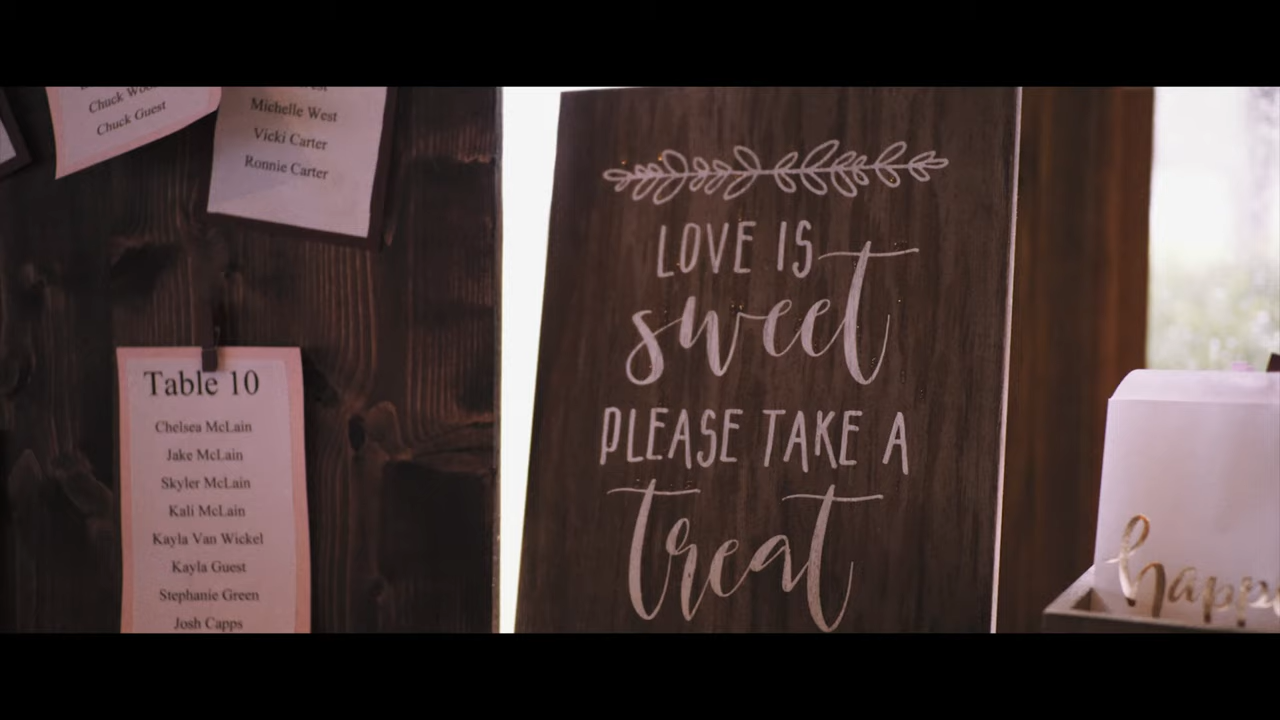 Chuck
Chuck Guest
Michelle West
Vicki Carter
Ronnie Carter
Table 10
Chelsea McLain
Jake McLain
Skyler McLain
Kali McLain
Kayla Van Wickel
Kayla Guest
Stephanie Green
Josh Capps
LOVE IS
sweet
PLEASE TAKE A
treat